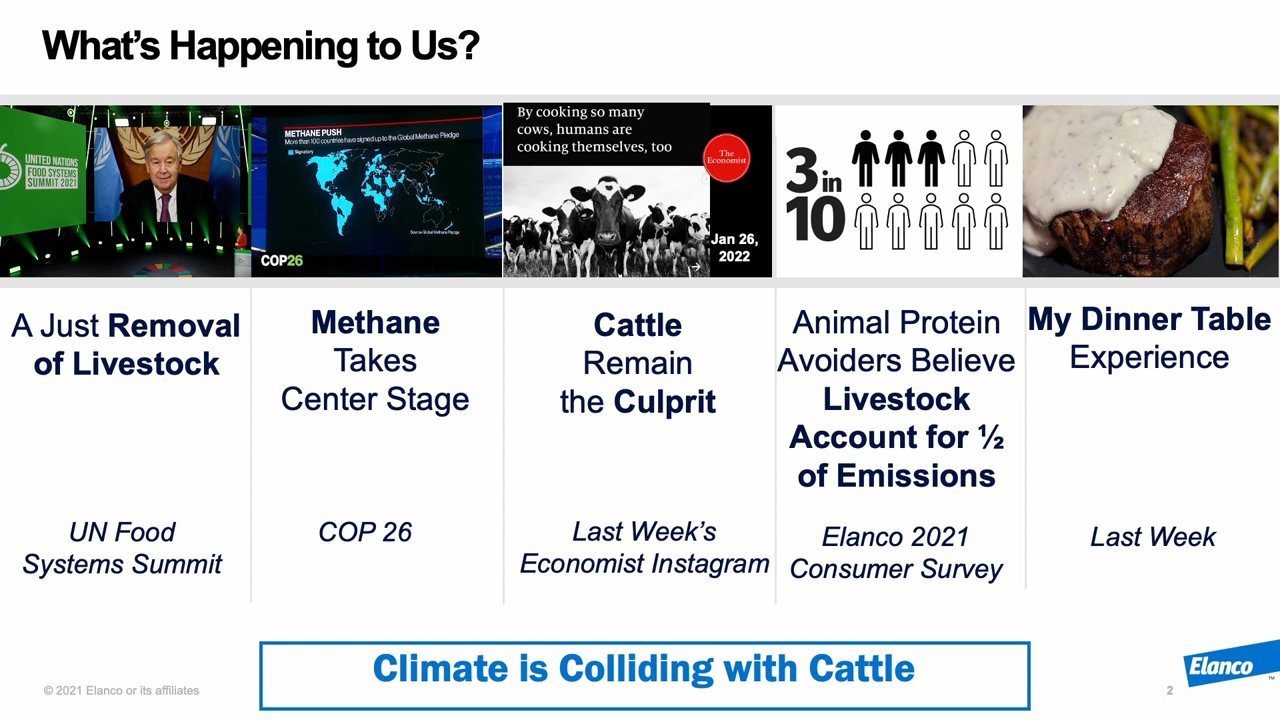 What's Happening to Us?
UNITED NATIONS
FOOD SYSTEMS
SUMMIT 2021
METHANE PUSH
More than 100 countries have signed up to the Global Methane Pledge
Signatory
Source: Global Methane Pledge
COP26
By cooking so many
cows, humans are
cooking themselves, too
The
Economist
Jan 26,
2022
3 in
10
A Just Removal
of Livestock
UN Food
Systems Summit
Methane
Takes
Center Stage
COP 26
Cattle
Remain
the Culprit
Last Week's
Economist Instagram
Animal Protein
Avoiders Believe
Livestock
Account for ½
of Emissions
Elanco 2021
Consumer Survey
My Dinner Table
Experience
Last Week
Climate is Colliding with Cattle
© 2021 Elanco or its affiliates
2
Elanco
TM